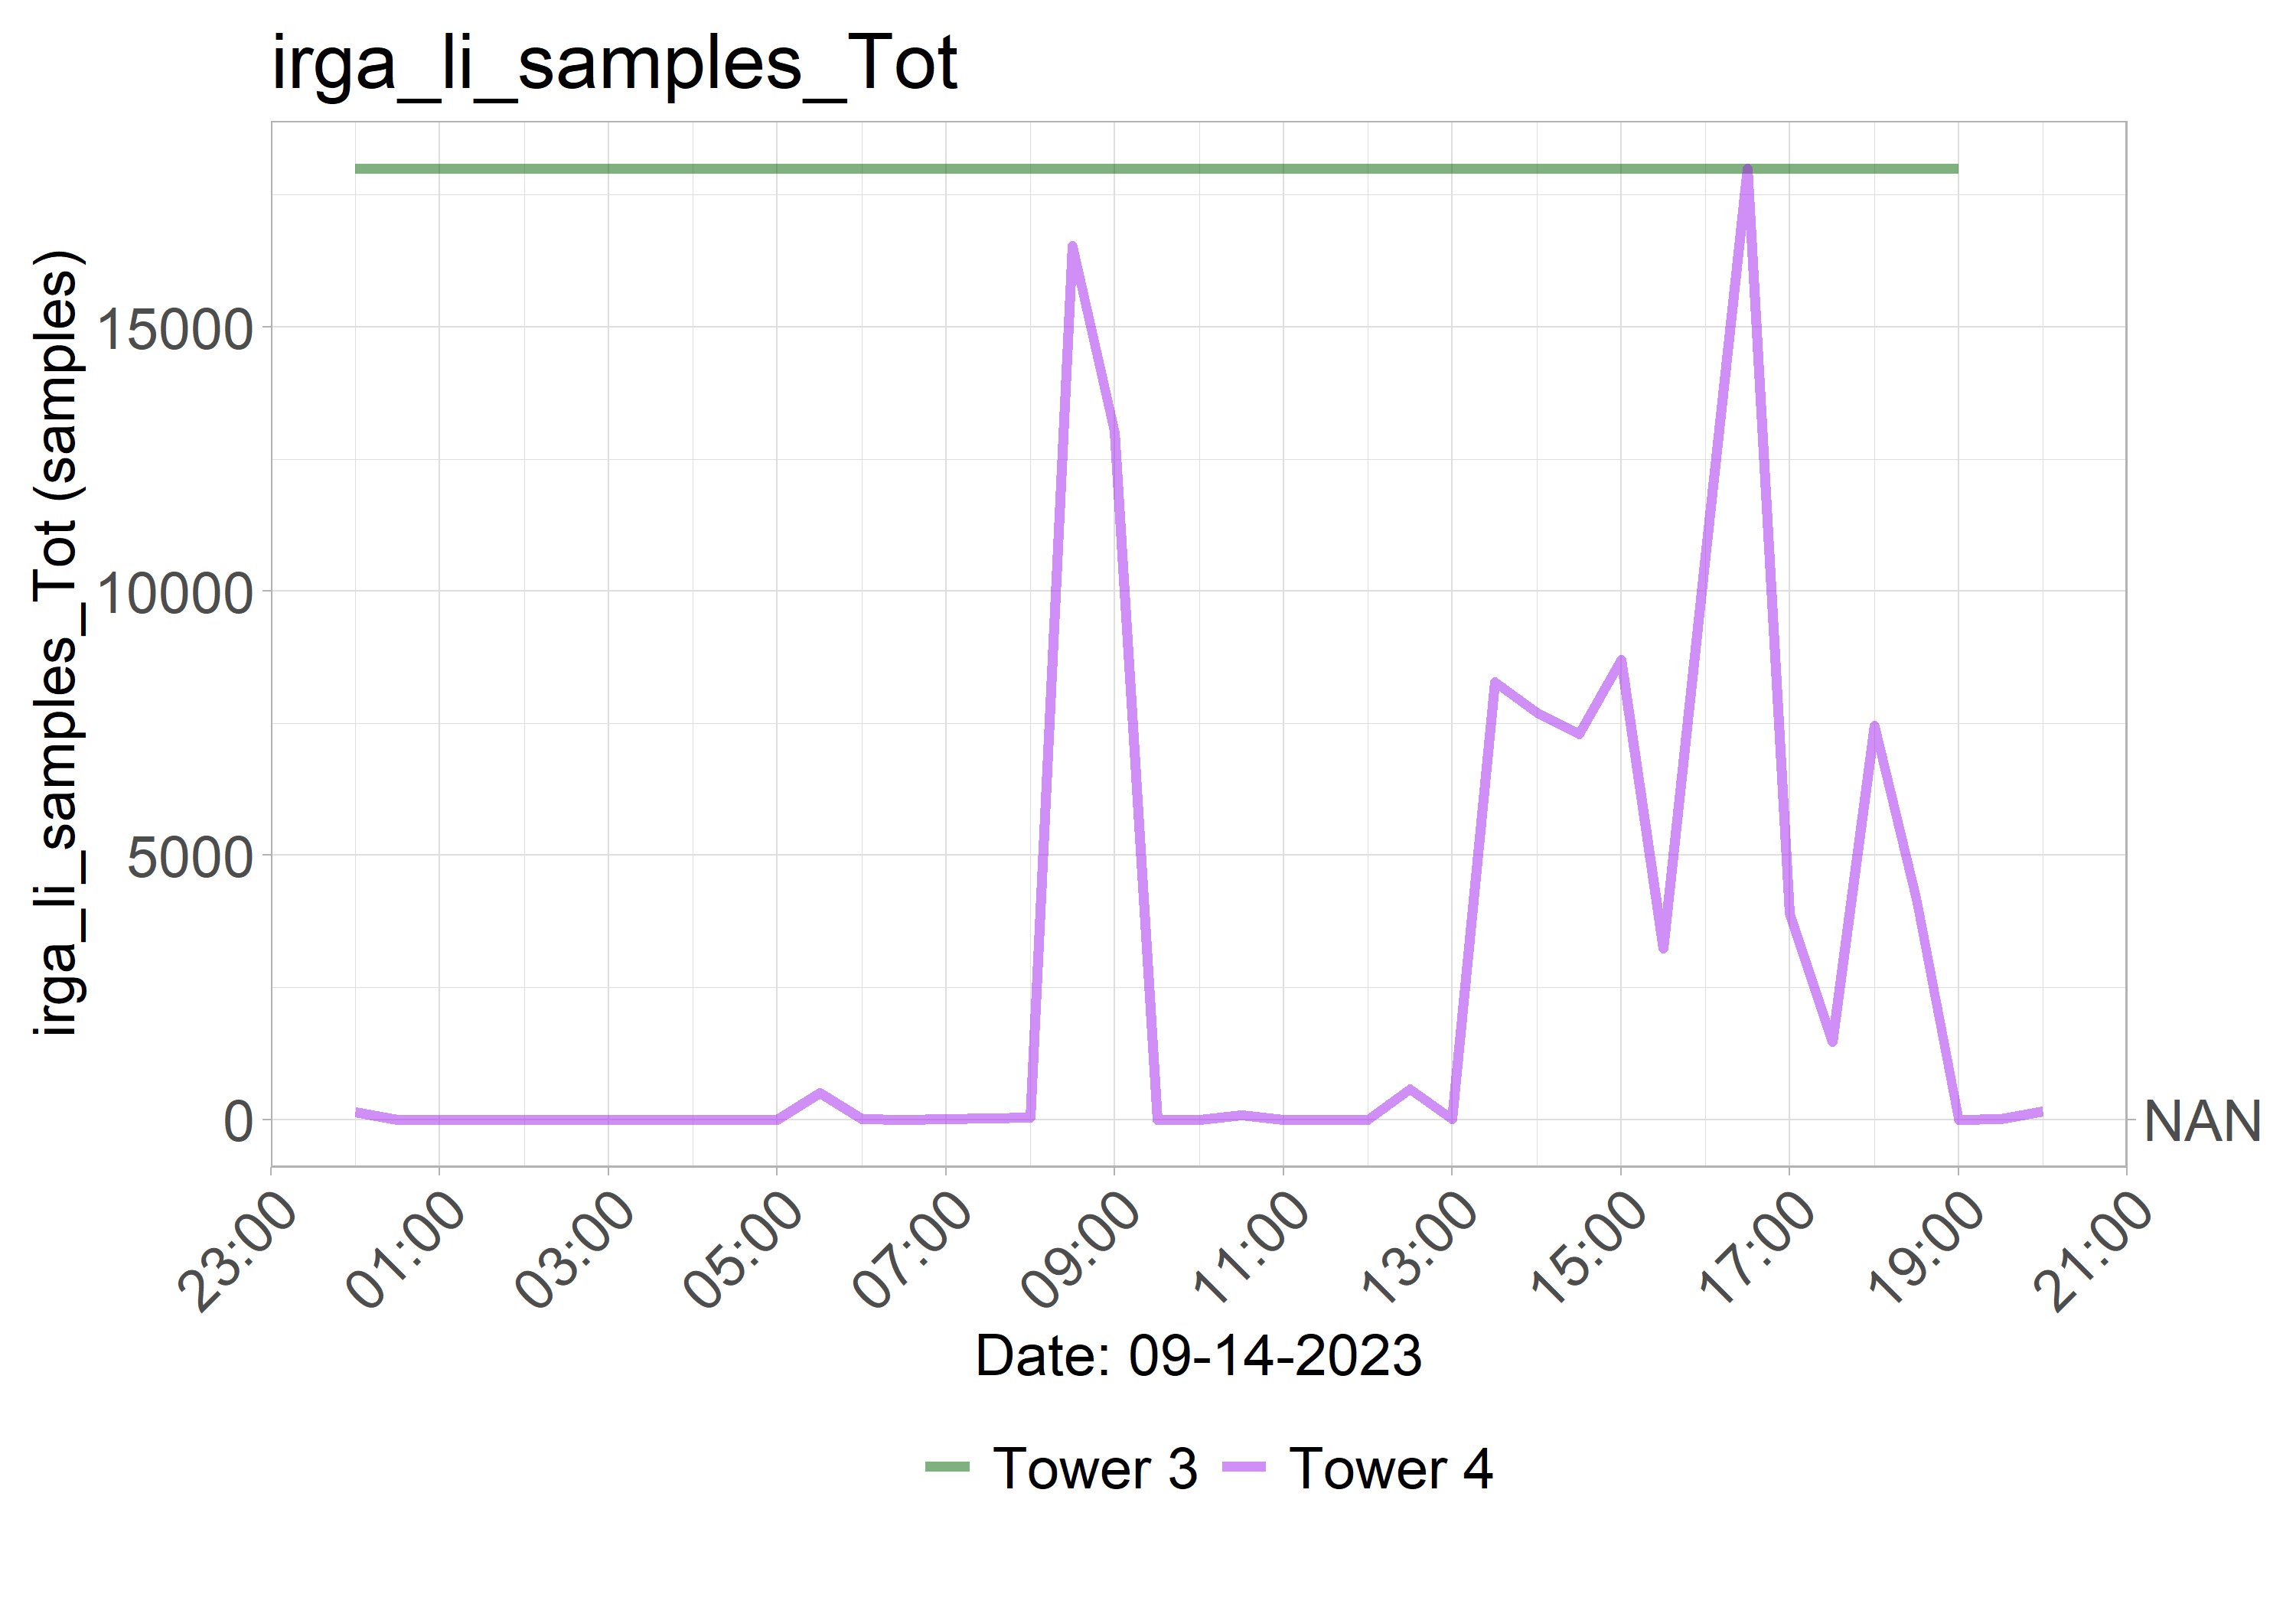 irga_li_samples_Tot
irga_li_samples_Tot (samples)
15000
10000
5000
0
NAN
23:00
01:00
03:00
05:00
07:00
09:00
11:00
13:00
15:00
17:00
19:00
21:00
Date: 09-14-2023
Tower 3
Tower 4